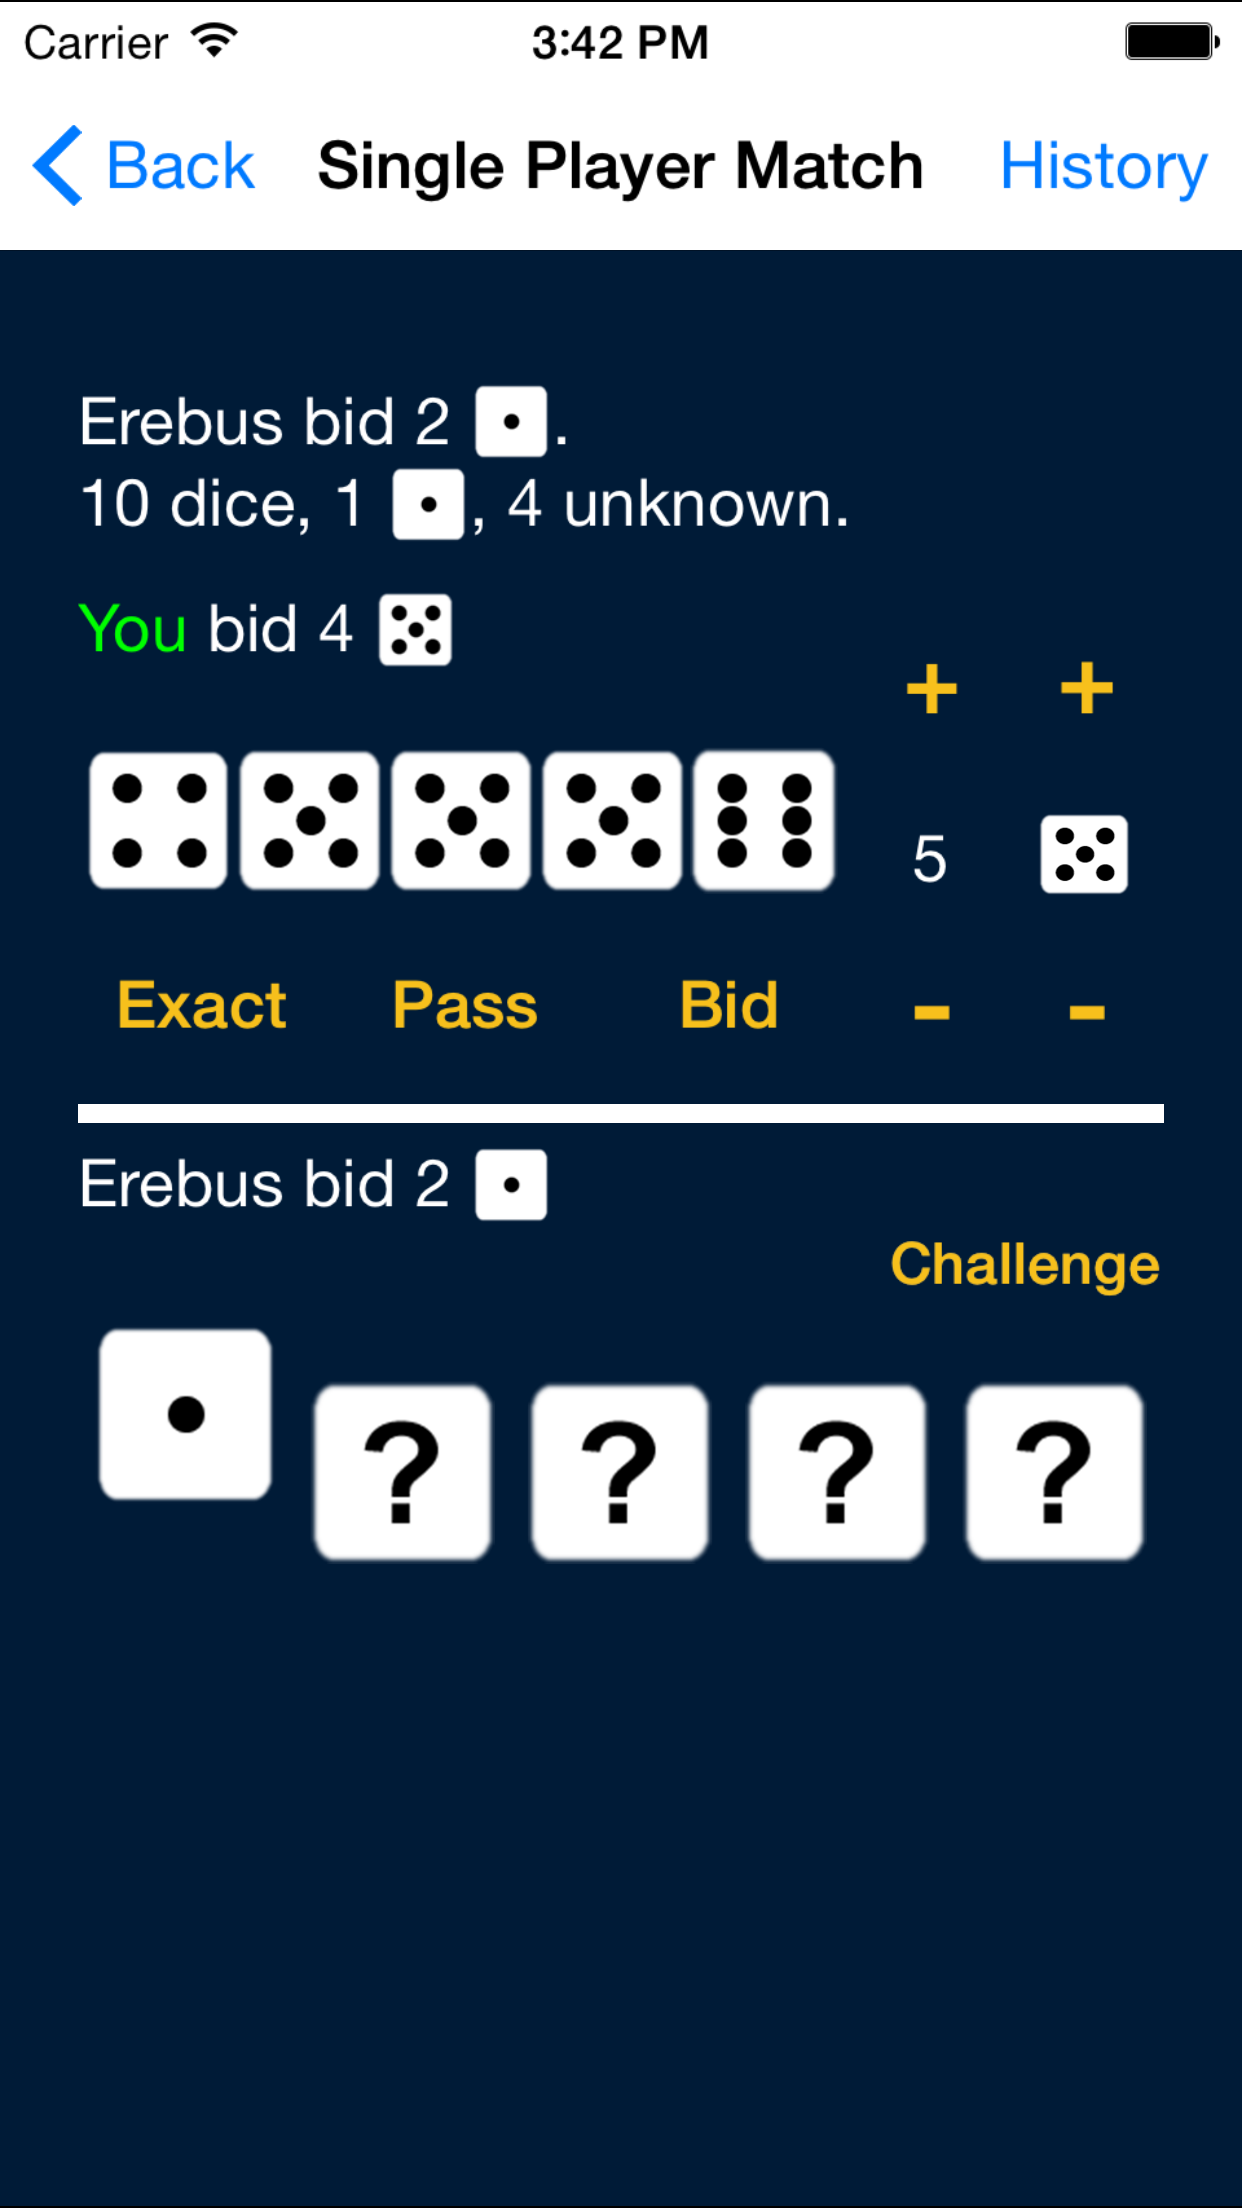 Carrier 3:42 PM
Back Single Player Match History
Erebus bid 2 .
10 dice, 1 , 4 unknown.
You bid 4
+ +
5
Exact Pass Bid - -
Erebus bid 2
Challenge
? ? ? ?